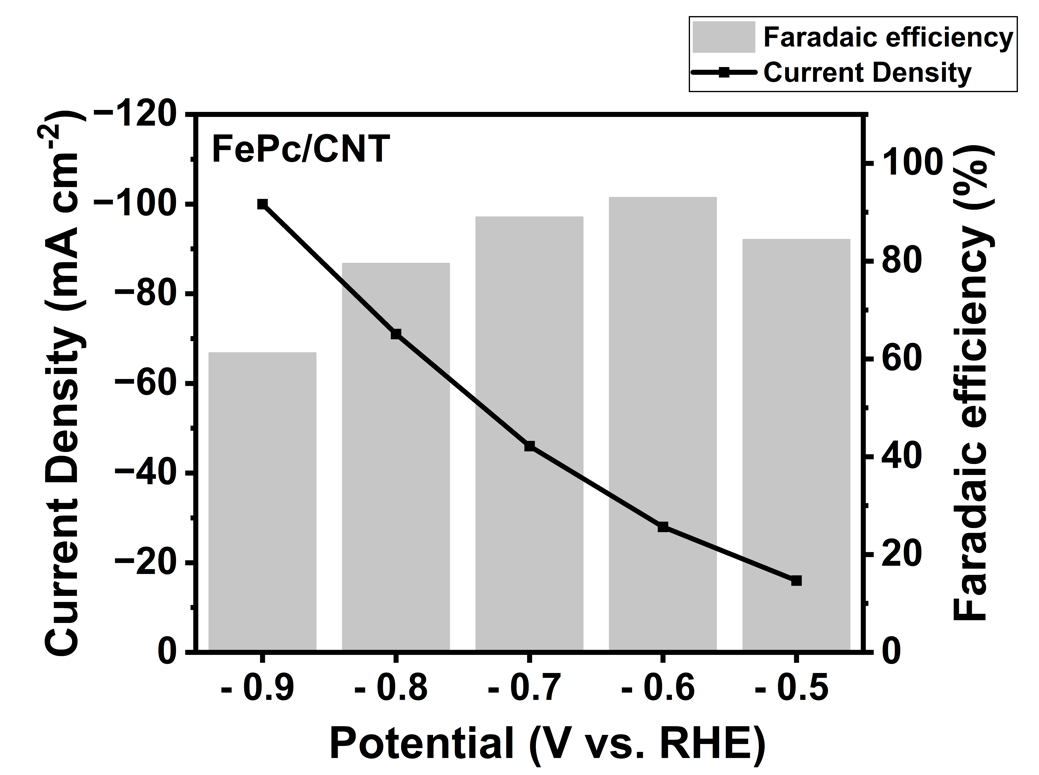 Faradaic efficiency
Current Density
FePc/CNT
−120
−100
−80
−60
−40
−20
0
Current Density (mA cm⁻²)
100
80
60
40
20
0
Faradaic efficiency (%)
- 0.9 - 0.8 - 0.7 - 0.6 - 0.5
Potential (V vs. RHE)